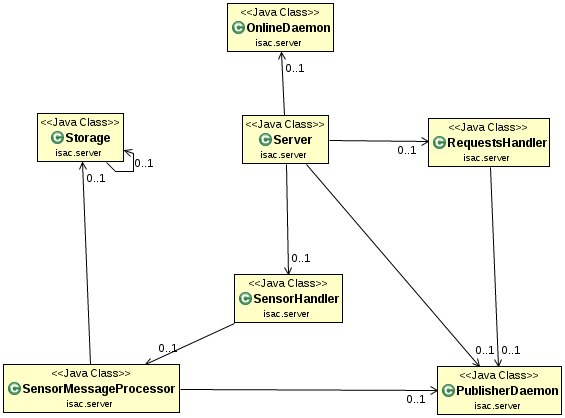 <<Java Class>>
C OnlineDaemon
isac.server
0..1
<<Java Class>>
C Storage
isac.server
0..1
0..1
<<Java Class>>
C Server
isac.server
0..1
<<Java Class>>
C RequestsHandler
isac.server
0..1
<<Java Class>>
C SensorHandler
isac.server
0..1
0..1
0..1
<<Java Class>>
C SensorMessageProcessor
isac.server
0..1
<<Java Class>>
C PublisherDaemon
isac.server